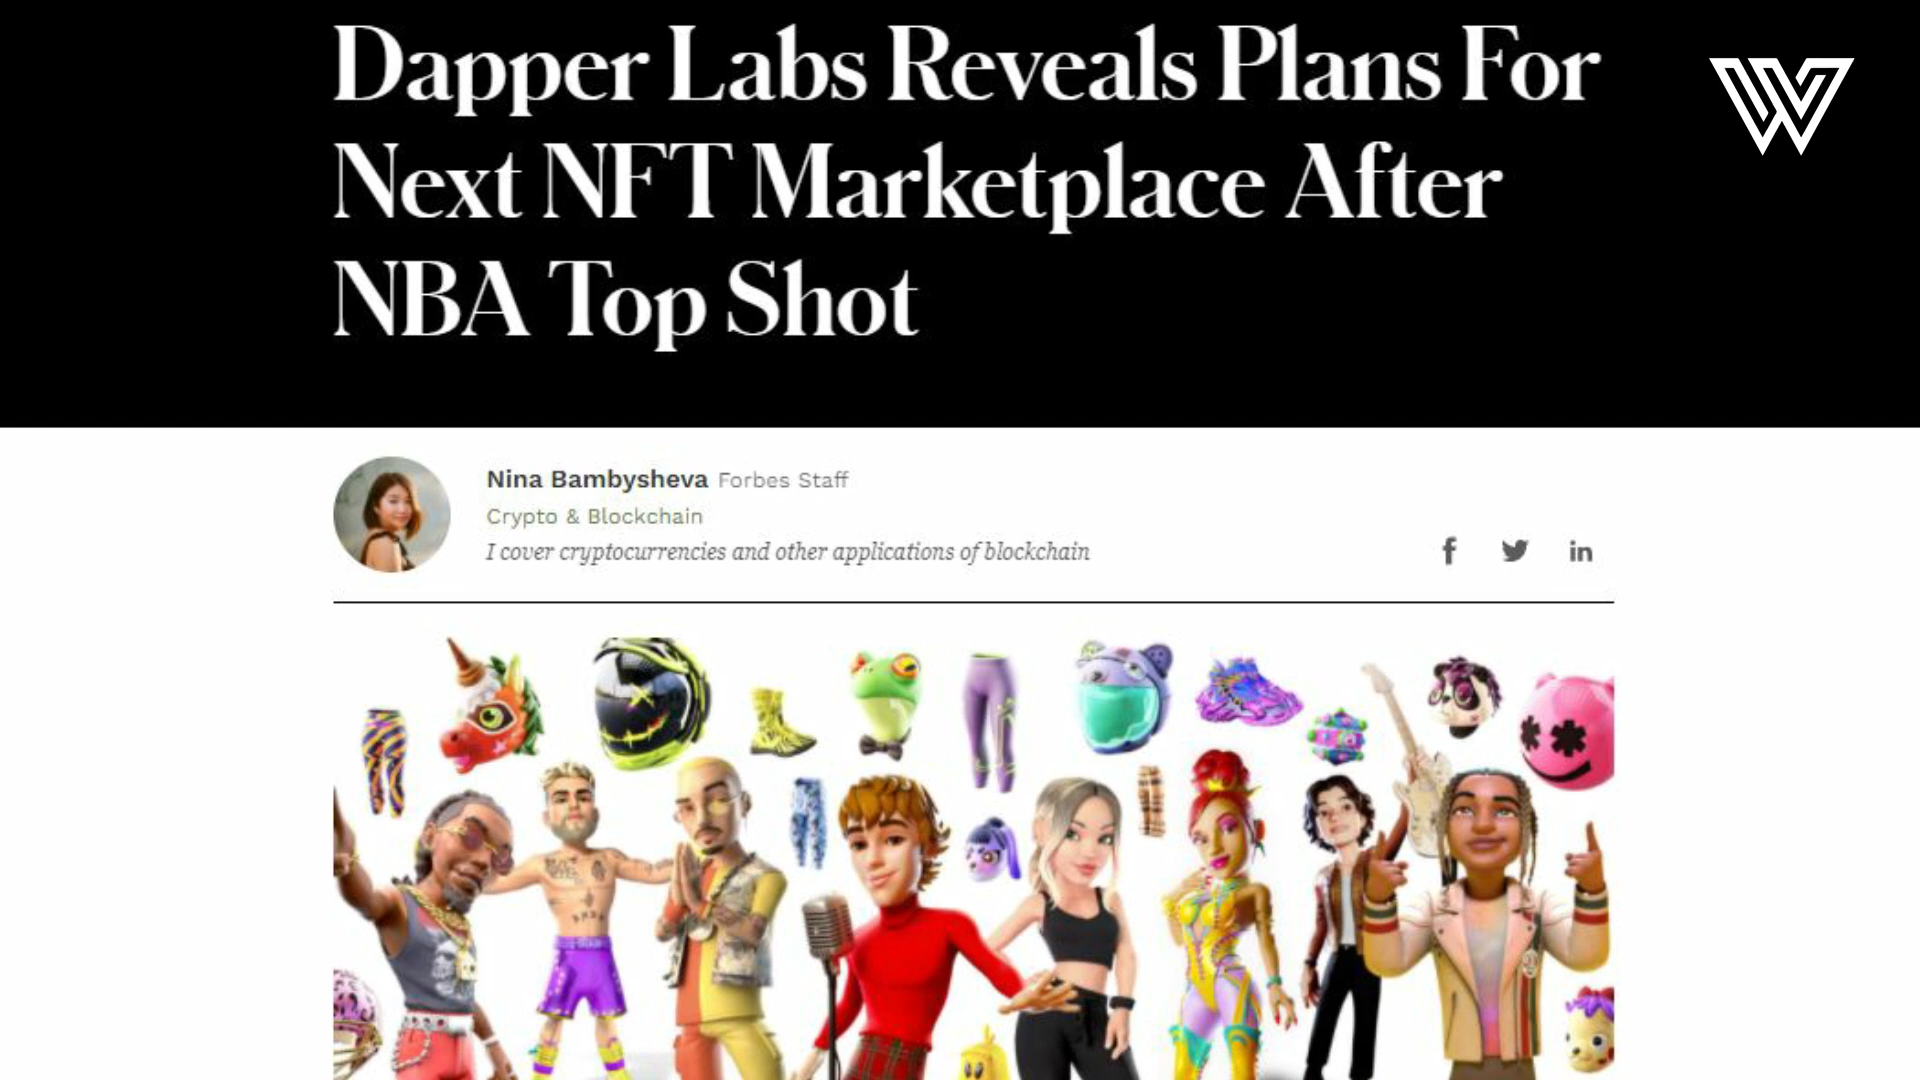 Dapper Labs Reveals Plans For
Next NFT Marketplace After
NBA Top Shot
Nina Bambysheva Forbes Staff
Crypto & Blockchain
I cover cryptocurrencies and other applications of blockchain